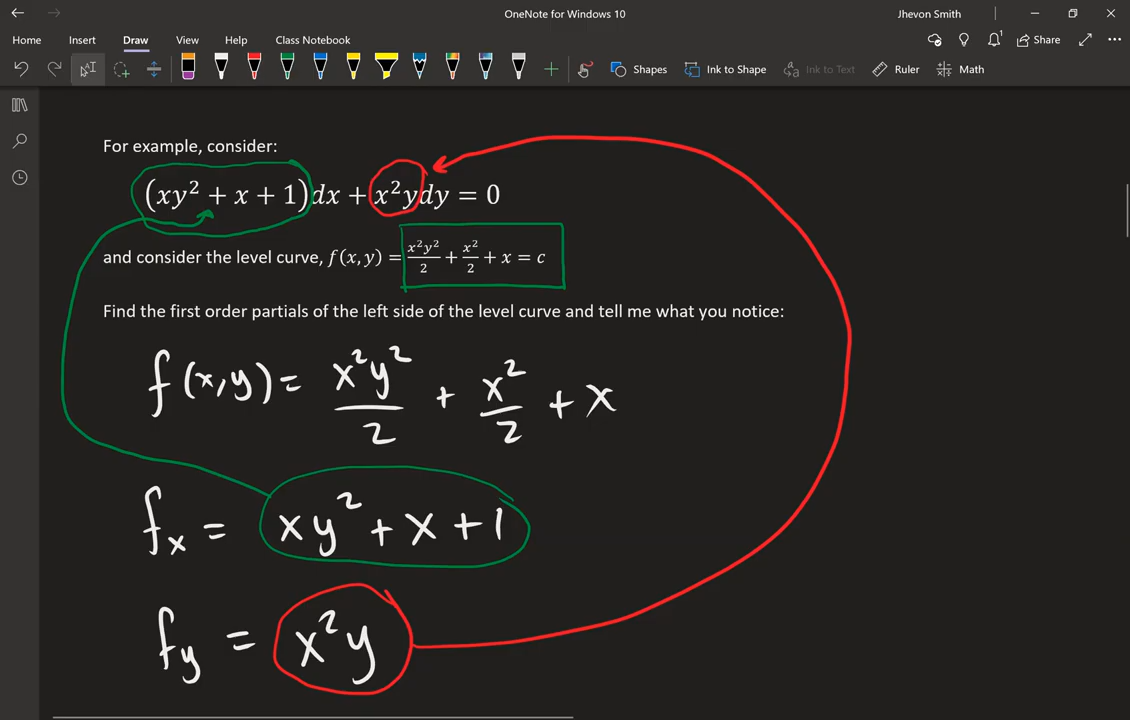 OneNote for Windows 10
Jhevon Smith
Home Insert Draw View Help Class Notebook
1 Share
Shapes Ink to Shape Ink to Text Ruler Math
For example, consider:
(xy² + x + 1)dx + x²ydy = 0
and consider the level curve, f(x, y) = x²y²/2 + x²/2 + x = c
Find the first order partials of the left side of the level curve and tell me what you notice:
f(x,y) = x²y²/2 + x²/2 + x
fₓ = xy² + x + 1
f_y = x²y